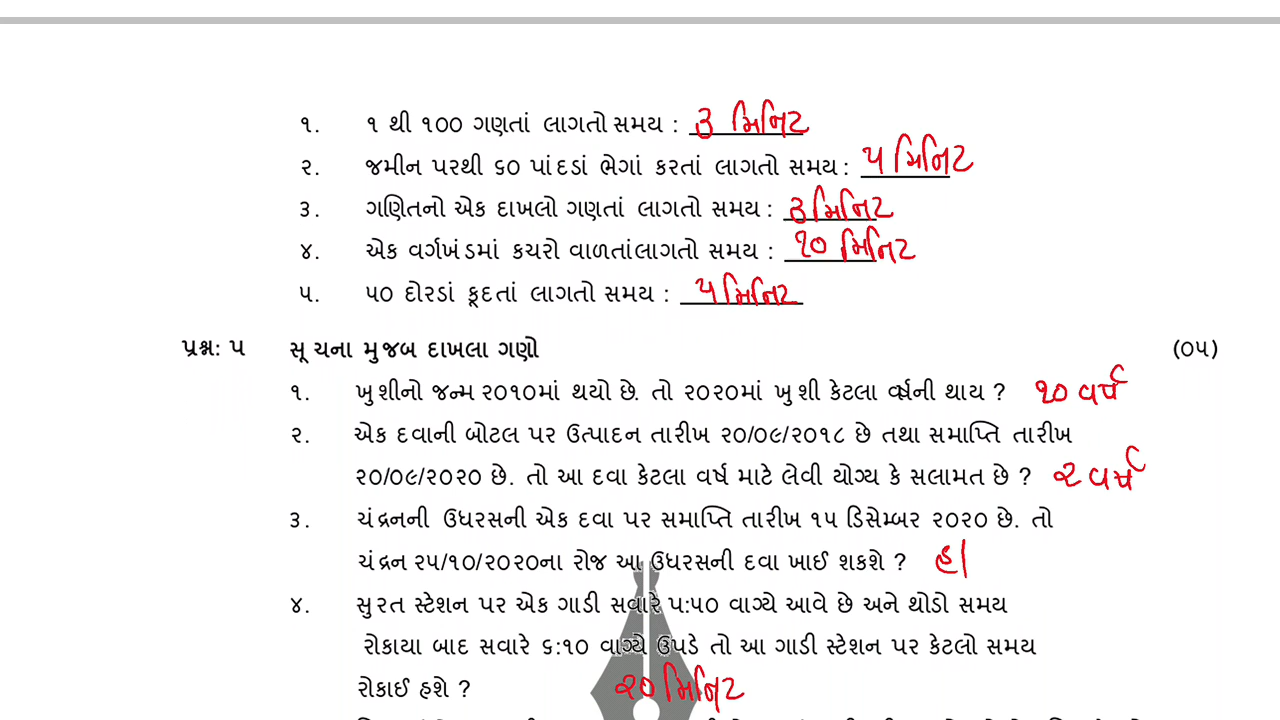 ૧. ૧ થી ૧૦૦ ગણતાં લાગતો સમય : ૩ મિનિટ
૨. જમીન પરથી ૬૦ પાંદડાં ભેગાં કરતાં લાગતો સમય : ૫ મિનિટ
૩. ગણિતનો એક દાખલો ગણતાં લાગતો સમય : ૩ મિનિટ
૪. એક વર્ગખંડમાં કચરો વાળતાંલાગતો સમય : ૧૦ મિનિટ
૫. ૫૦ દોરડાં કૂદતાં લાગતો સમય : ૫ મિનિટ
પ્રશ્ન: ૫ સૂચના મુજબ દાખલા ગણો (૦૫)
૧. ખુશીનો જન્મ ૨૦૧૦માં થયો છે. તો ૨૦૨૦માં ખુશી કેટલા વર્ષની થાય ? ૧૦ વર્ષ
૨. એક દવાની બોટલ પર ઉત્પાદન તારીખ ૨૦/૦૯/૨૦૧૮ છે તથા સમાપ્તિ તારીખ
૨૦/૦૯/૨૦૨૦ છે. તો આ દવા કેટલા વર્ષ માટે લેવી યોગ્ય કે સલામત છે ? ૨ વર્ષ
૩. ચંદ્રનની ઉધરસની એક દવા પર સમાપ્તિ તારીખ ૧૫ ડિસેમ્બર ૨૦૨૦ છે. તો
ચંદ્રન ૨૫/૧૦/૨૦૨૦ના રોજ આ ઉધરસની દવા ખાઈ શકશે ? હા
૪. સુરત સ્ટેશન પર એક ગાડી સવારે ૫:૫૦ વાગ્યે આવે છે અને થોડો સમય
રોકાયા બાદ સવારે ૬:૧૦ વાગ્યે ઉપડે તો આ ગાડી સ્ટેશન પર કેટલો સમય
રોકાઈ હશે ? ૨૦ મિનિટ